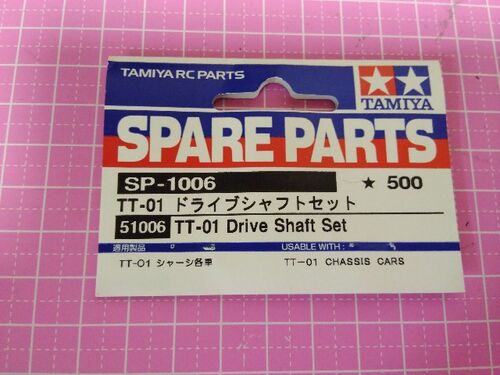 TAMIYA RC PARTS
TAMIYA
SPARE PARTS
SP-1006
★ 500
TT-01 ドライブシャフトセット
51006 TT-01 Drive Shaft Set
適用製品
USABLE WITH :
TT-01 シャーシ各車
TT-01 CHASSIS CARS